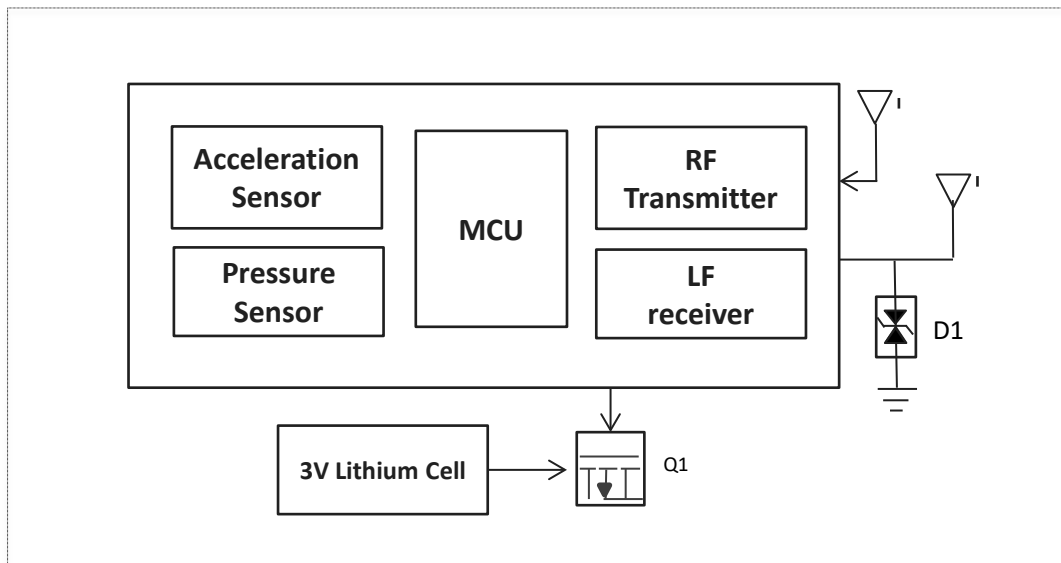 Acceleration
Sensor
Pressure
Sensor
MCU
RF
Transmitter
LF
receiver
D1
3V Lithium Cell
Q1